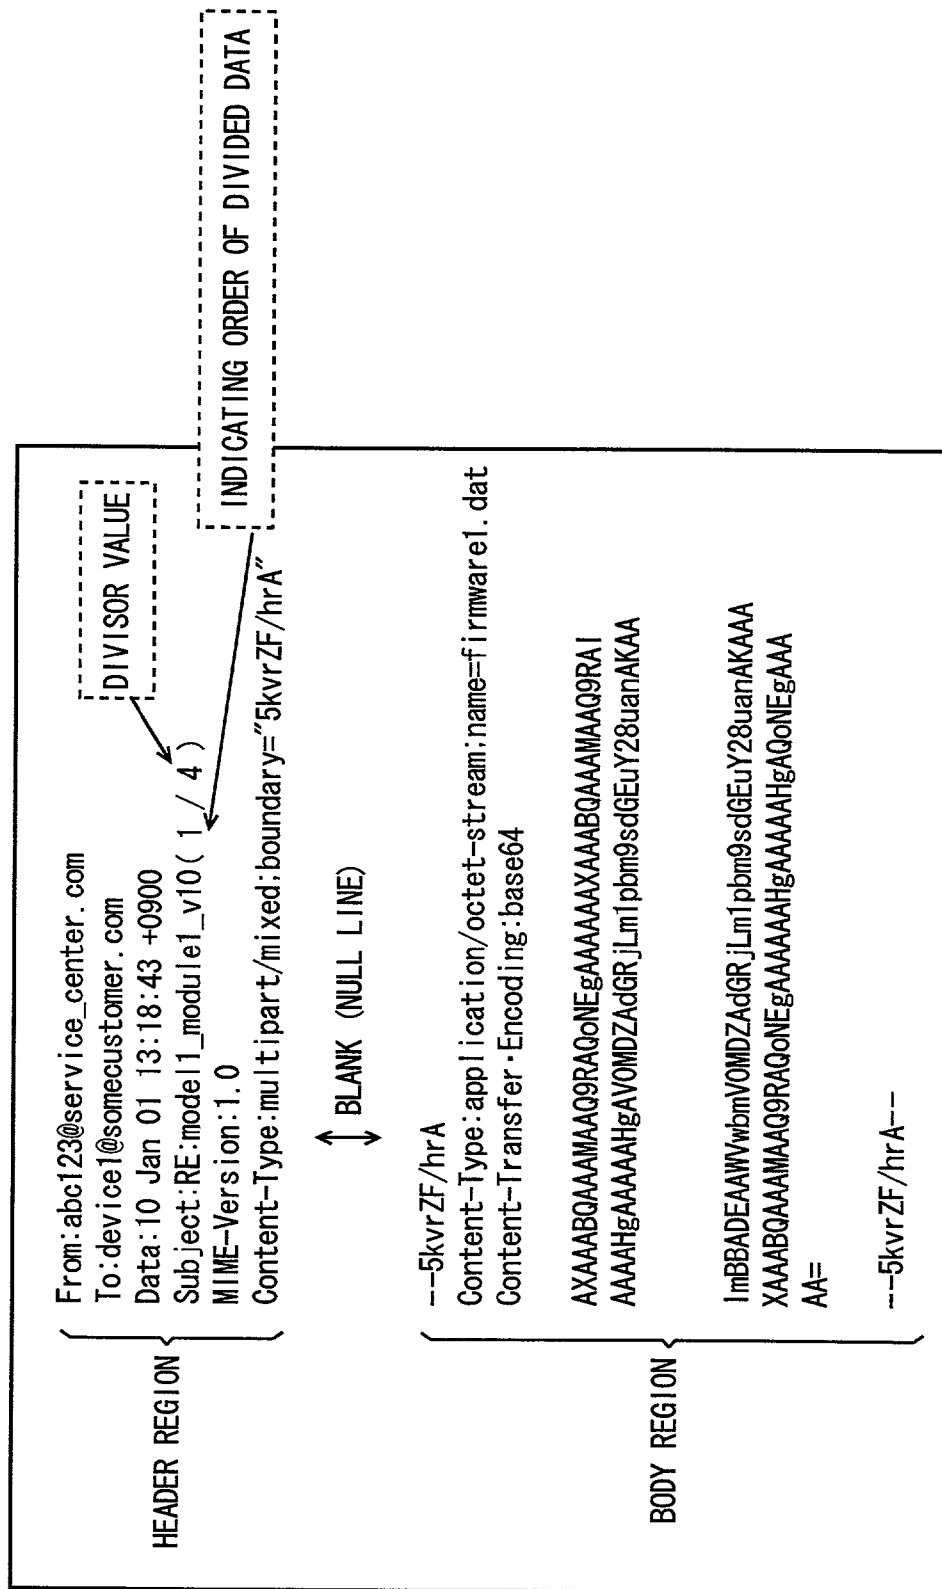 HEADER REGION
From:abc123@service_center.com
To:device1@somecustomer.com
Data:10 Jan 01 13:18:43 +0900
Subject:RE:model1_module1_v10( 1 / 4 )
MIME-Version:1.0
Content-Type:multipart/mixed;boundary="5kvrZF/hrA"
DIVISOR VALUE
INDICATING ORDER OF DIVIDED DATA
BLANK (NULL LINE)
BODY REGION
--5kvrZF/hrA
Content-Type:application/octet-stream;name=firmware1.dat
Content-Transfer·Encoding:base64
AXAAABQAAAMAAQ9RAQoNEgAAAAAXAAABQAAAMAAQ9RAI
AAAAHgAAAAAHgAVOMDZAdGRjLm1pbm9sdGEuY28uanAKAA
ImBBADEAAWVwbmVOMDZAdGRjLm1pbm9sdGEuY28uanAKAAA
XAAABQAAAMAAQ9RAQoNEgAAAAAAHgAAAAAHgAQoNEgAAA
AA=
--5kvrZF/hrA--